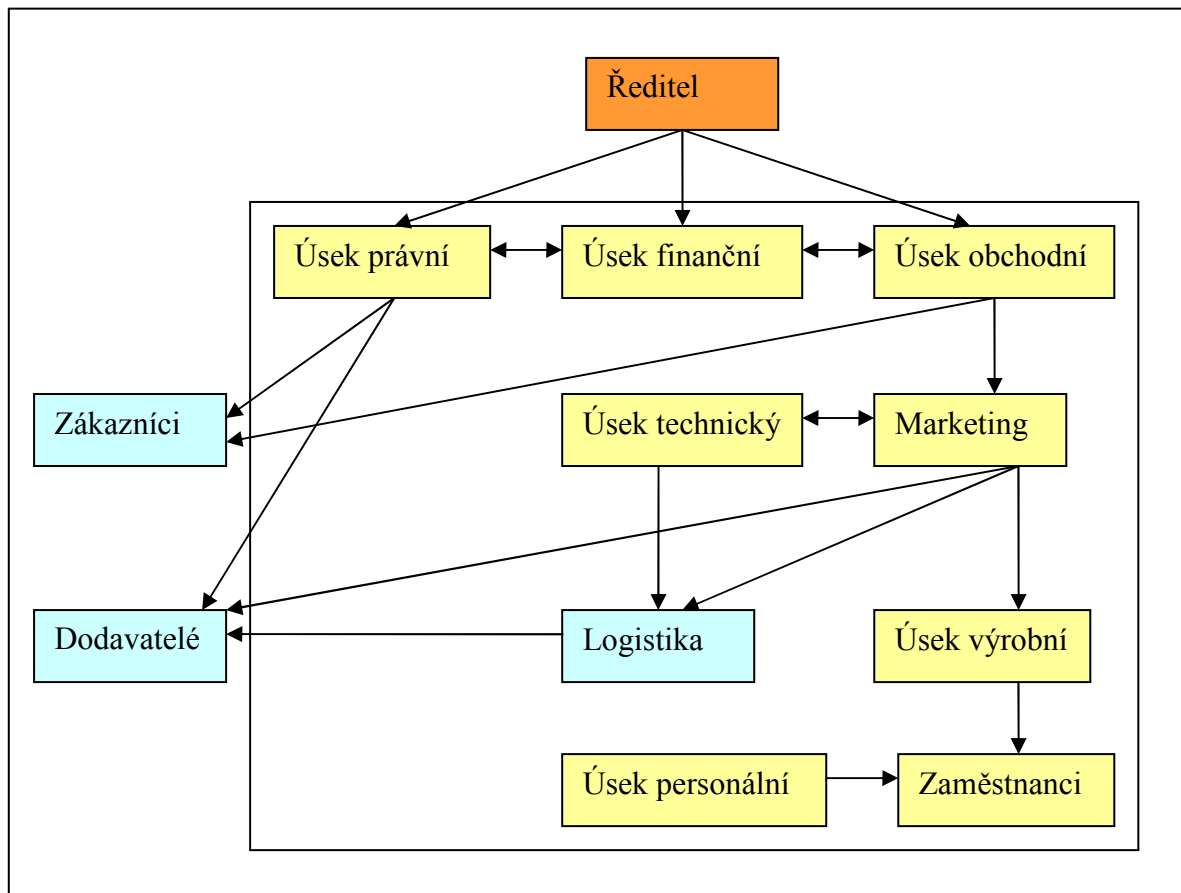 Ředitel
Úsek právní
Úsek finanční
Úsek obchodní
Zákazníci
Úsek technický
Marketing
Dodavatelé
Logistika
Úsek výrobní
Úsek personální
Zaměstnanci